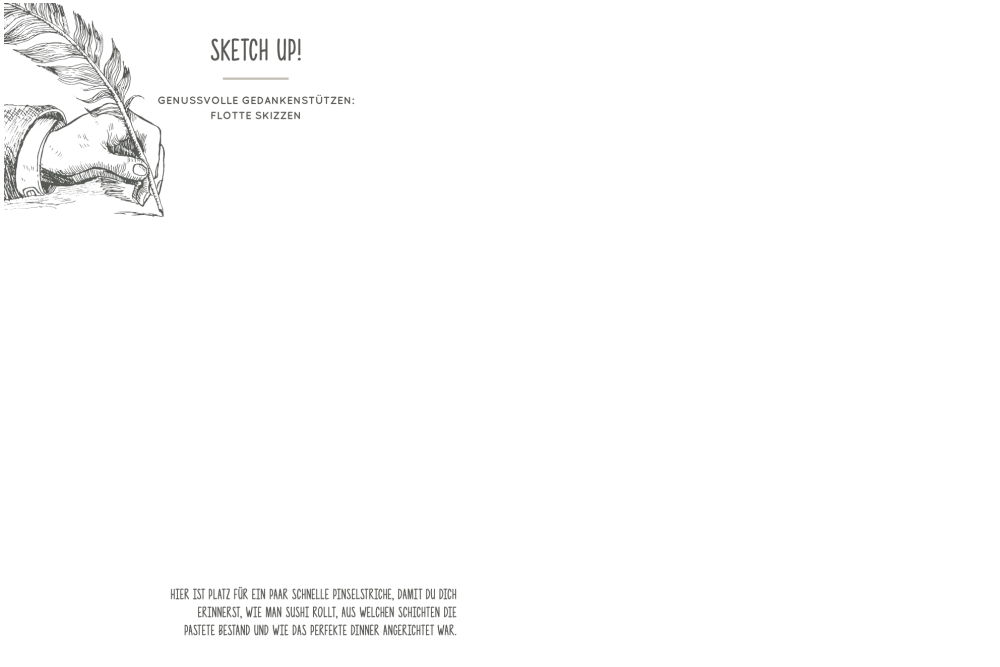 SKETCH UP!
GENUSSVOLLE GEDANKENSTÜTZEN:
FLOTTE SKIZZEN
HIER IST PLATZ FÜR EIN PAAR SCHNELLE PINSELSTRICHE, DAMIT DU DICH
ERINNERST, WIE MAN SUSHI ROLLT, AUS WELCHEN SCHICHTEN DIE
PASTETE BESTAND UND WIE DAS PERFEKTE DINNER ANGERICHTET WAR.